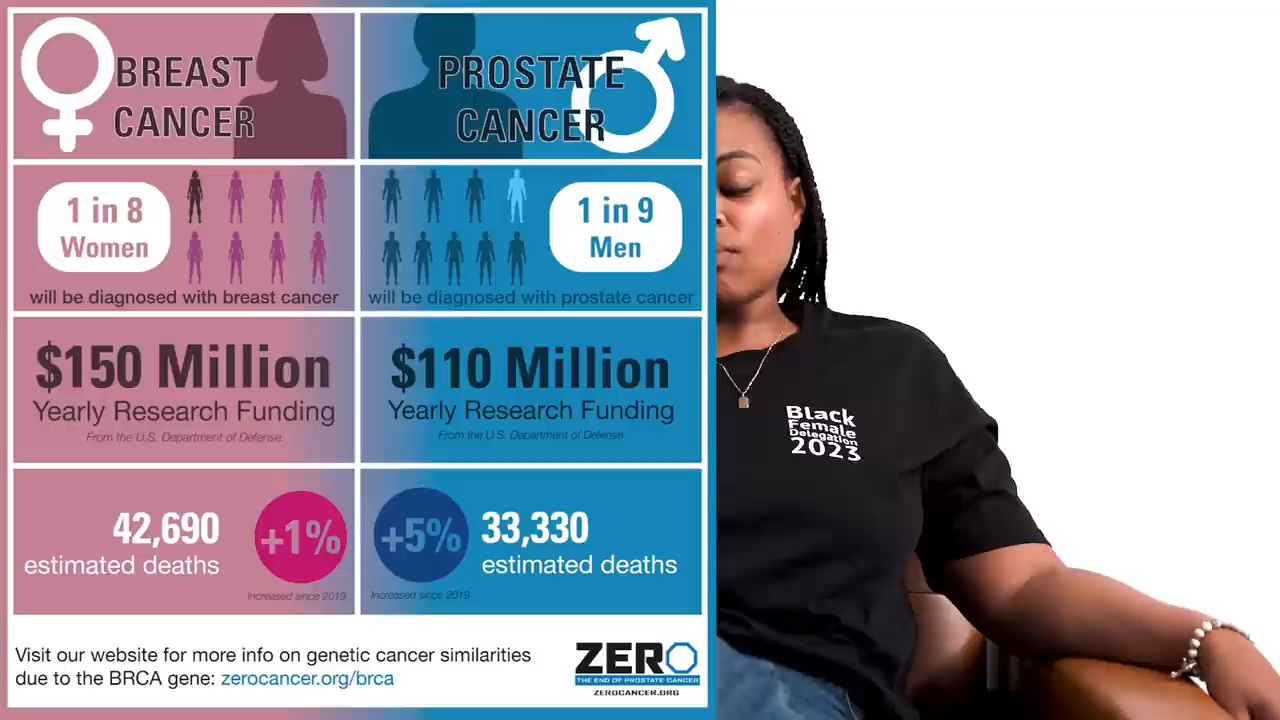 BREAST
CANCER
PROSTATE
CANCER
1 in 8
Women
will be diagnosed with breast cancer
1 in 9
Men
will be diagnosed with prostate cancer
$150 Million
Yearly Research Funding
From the U.S. Department of Defense
$110 Million
Yearly Research Funding
From the U.S. Department of Defense
42,690
estimated deaths
+1%
Increased since 2019
+5%
33,330
estimated deaths
Increased since 2019
Visit our website for more info on genetic cancer similarities
due to the BRCA gene: zerocancer.org/brca
ZERO
THE END OF PROSTATE CANCER
ZEROCANCER.ORG
Black
Female
Delegation
2023